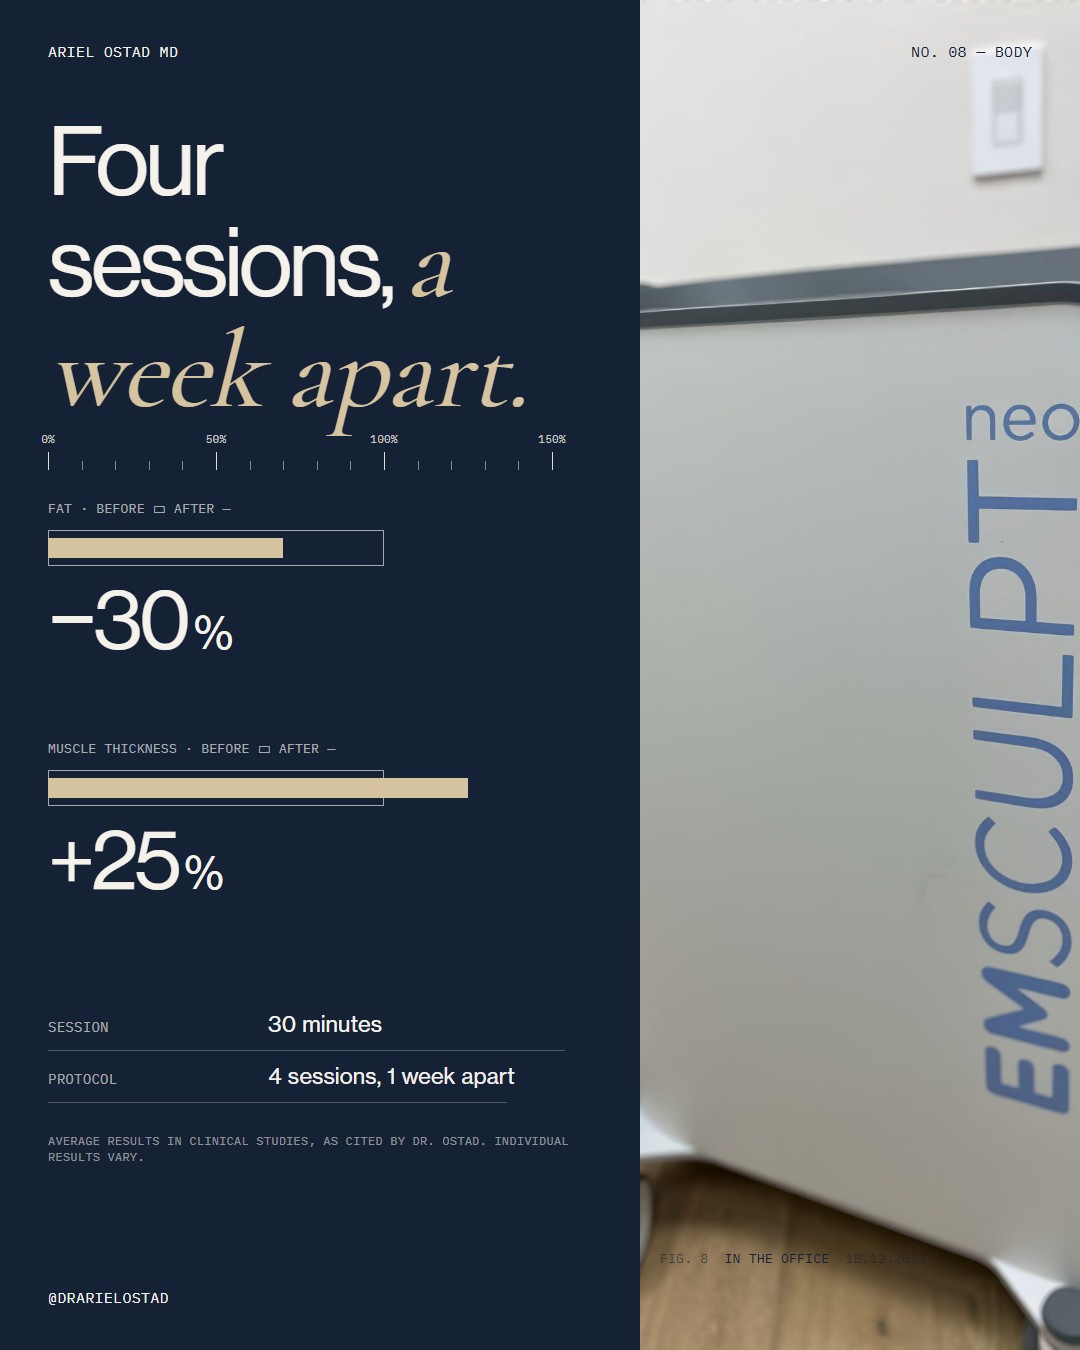 ARIEL OSTAD MD
NO. 08 — BODY
Four
sessions, a
week apart.
0% 50% 100% 150%
FAT · BEFORE ▭ AFTER —
−30%
MUSCLE THICKNESS · BEFORE ▭ AFTER —
+25%
SESSION 30 minutes
PROTOCOL 4 sessions, 1 week apart
AVERAGE RESULTS IN CLINICAL STUDIES, AS CITED BY DR. OSTAD. INDIVIDUAL
RESULTS VARY.
@DRARIELOSTAD
neo
EMSCULPT
FIG. 8 IN THE OFFICE